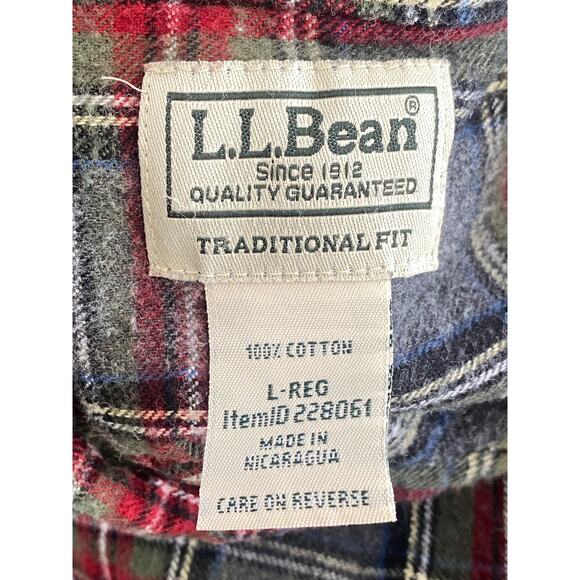 L.L.Bean®
Since 1912
QUALITY GUARANTEED
TRADITIONAL FIT
100% COTTON
L-REG
ItemID 228061
MADE IN
NICARAGUA
CARE ON REVERSE